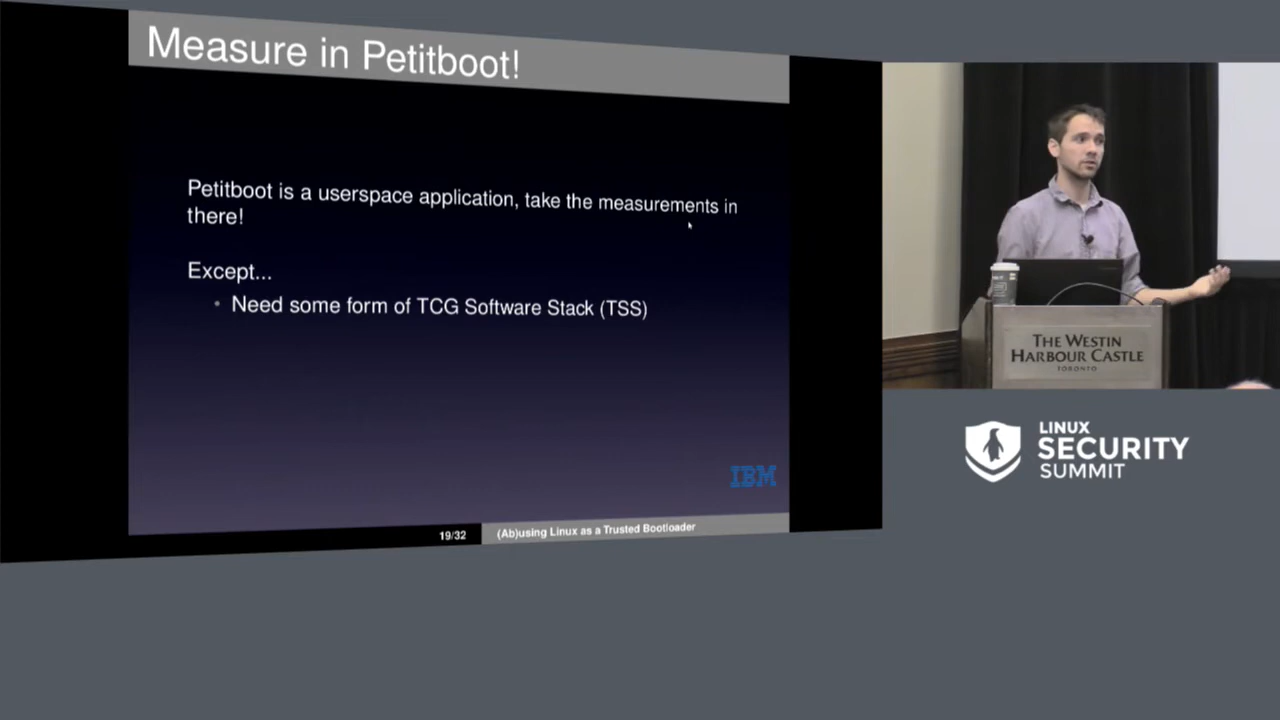 Measure in Petitboot!
Petitboot is a userspace application, take the measurements in
there!
Except...
Need some form of TCG Software Stack (TSS)
IBM
19/32
(Ab)using Linux as a Trusted Bootloader
THE WESTIN
HARBOUR CASTLE
TORONTO
LINUX
SECURITY
SUMMIT